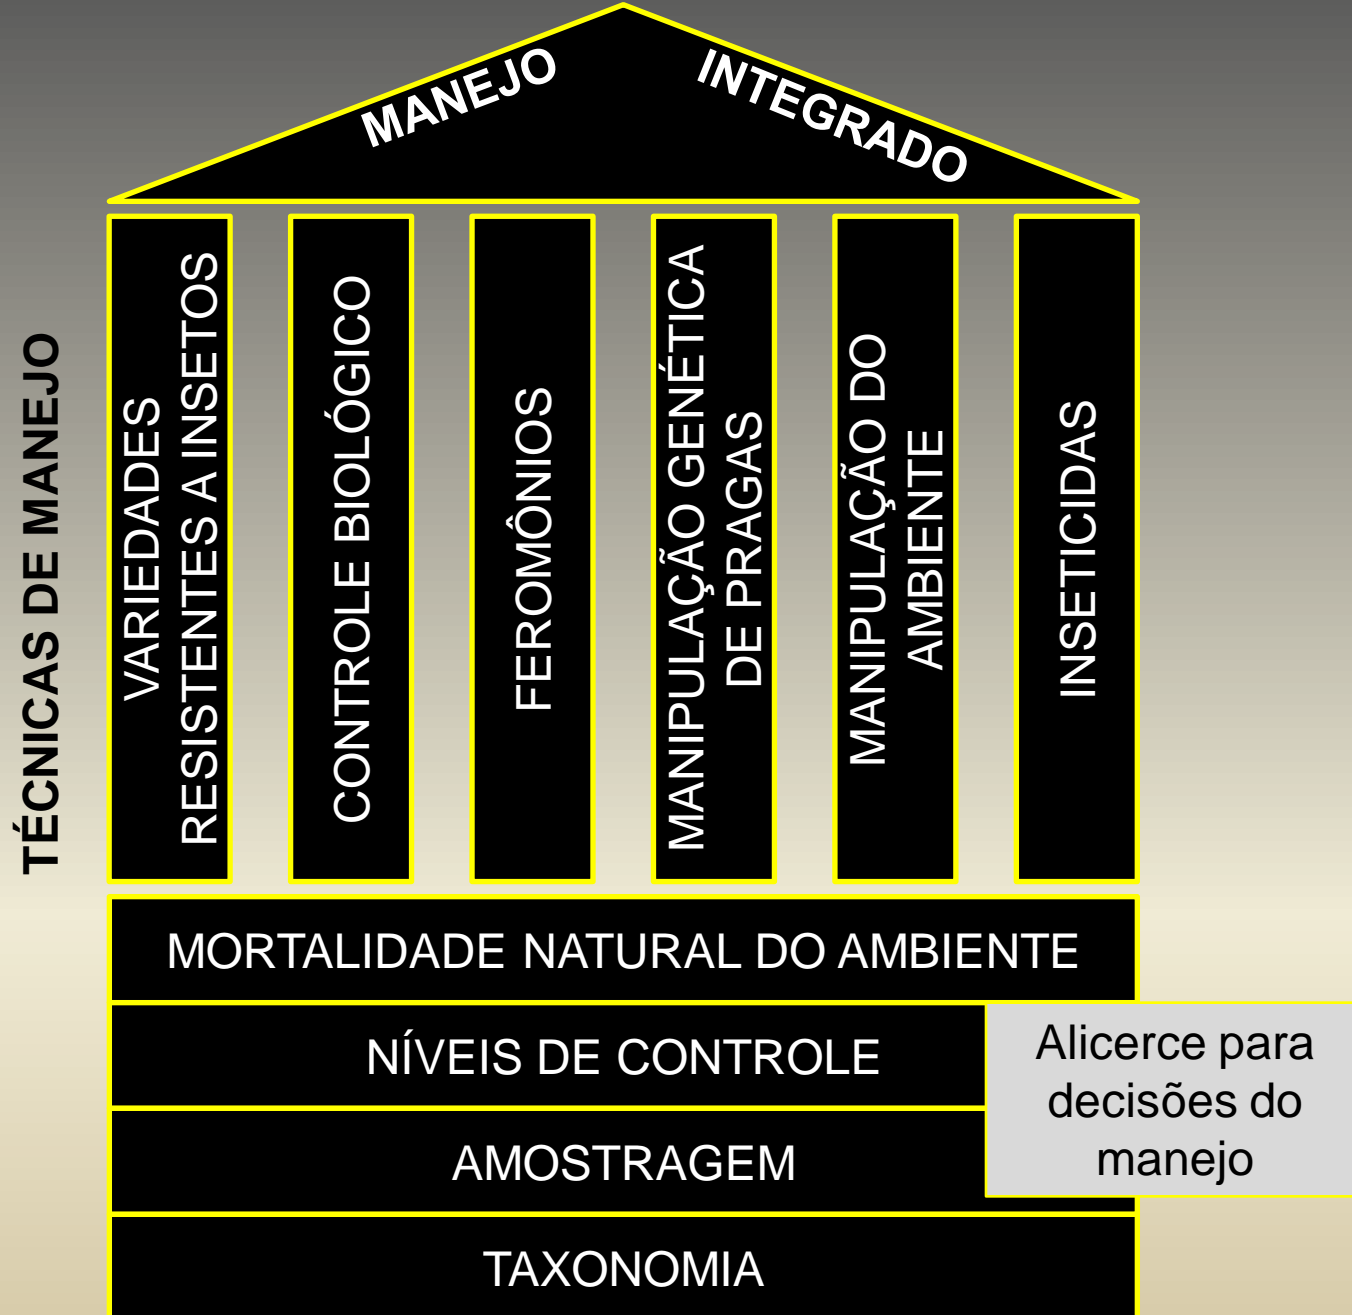 MANEJO INTEGRADO
TÉCNICAS DE MANEJO
VARIEDADES
RESISTENTES A INSETOS
CONTROLE BIOLÓGICO
FEROMÔNIOS
MANIPULAÇÃO GENÉTICA
DE PRAGAS
MANIPULAÇÃO DO
AMBIENTE
INSETICIDAS
MORTALIDADE NATURAL DO AMBIENTE
NÍVEIS DE CONTROLE
AMOSTRAGEM
TAXONOMIA
Alicerce para
decisões do
manejo